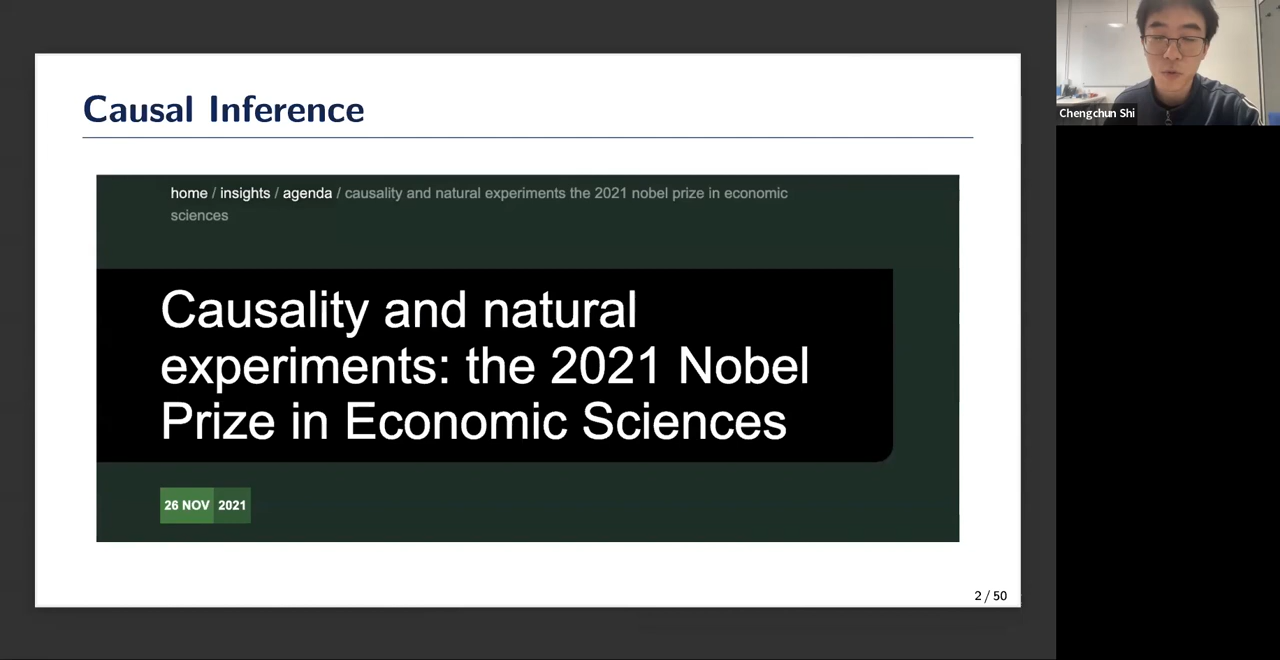 Causal Inference
home / insights / agenda / causality and natural experiments the 2021 nobel prize in economic
sciences
Causality and natural
experiments: the 2021 Nobel
Prize in Economic Sciences
26 NOV 2021
2 / 50
Chengchun Shi